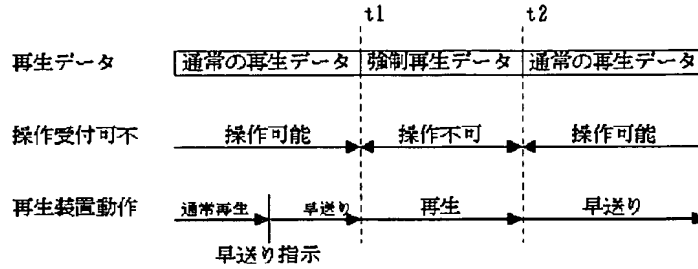 t1 t2
再生データ 通常の再生データ 強制再生データ 通常の再生データ
操作受付可不 操作可能 操作不可 操作可能
再生装置動作 通常再生 早送り 再生 早送り
早送り指示